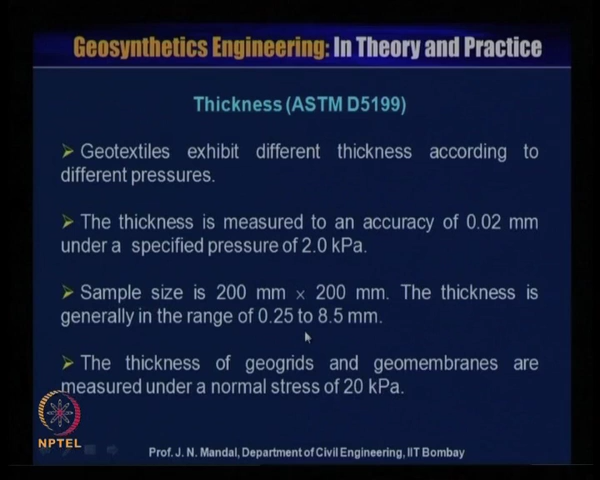 Geosynthetics Engineering: In Theory and Practice
Thickness (ASTM D5199)
➢ Geotextiles exhibit different thickness according to
different pressures.
➢ The thickness is measured to an accuracy of 0.02 mm
under a specified pressure of 2.0 kPa.
➢ Sample size is 200 mm × 200 mm. The thickness is
generally in the range of 0.25 to 8.5 mm.
➢ The thickness of geogrids and geomembranes are
measured under a normal stress of 20 kPa.
NPTEL
Prof. J. N. Mandal, Department of Civil Engineering, IIT Bombay